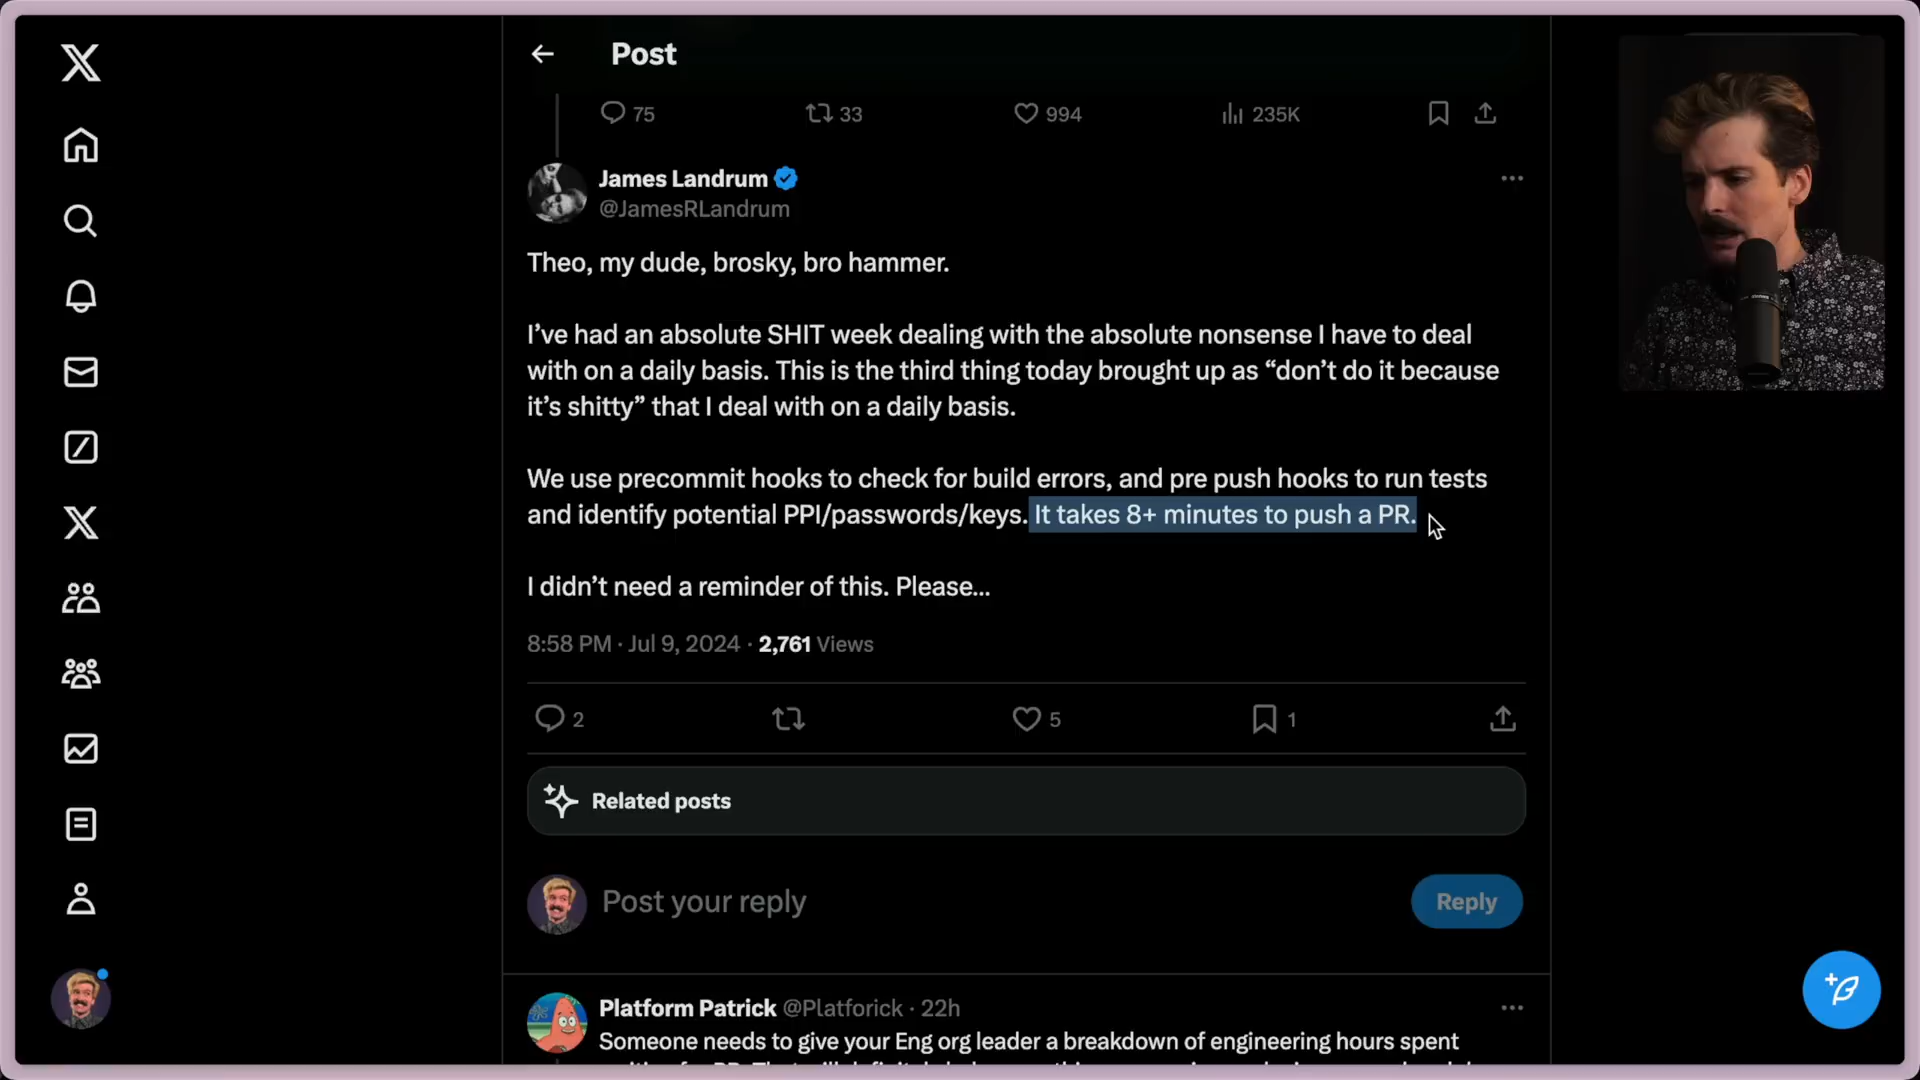 Post
75 33 994 235K
James Landrum
@JamesRLandrum
Theo, my dude, brosky, bro hammer.
I’ve had an absolute SHIT week dealing with the absolute nonsense I have to deal
with on a daily basis. This is the third thing today brought up as “don’t do it because
it’s shitty” that I deal with on a daily basis.
We use precommit hooks to check for build errors, and pre push hooks to run tests
and identify potential PPI/passwords/keys. It takes 8+ minutes to push a PR.
I didn’t need a reminder of this. Please...
8:58 PM · Jul 9, 2024 · 2,761 Views
2 5 1
Related posts
Post your reply
Reply
Platform Patrick @Platforick · 22h
Someone needs to give your Eng org leader a breakdown of engineering hours spent